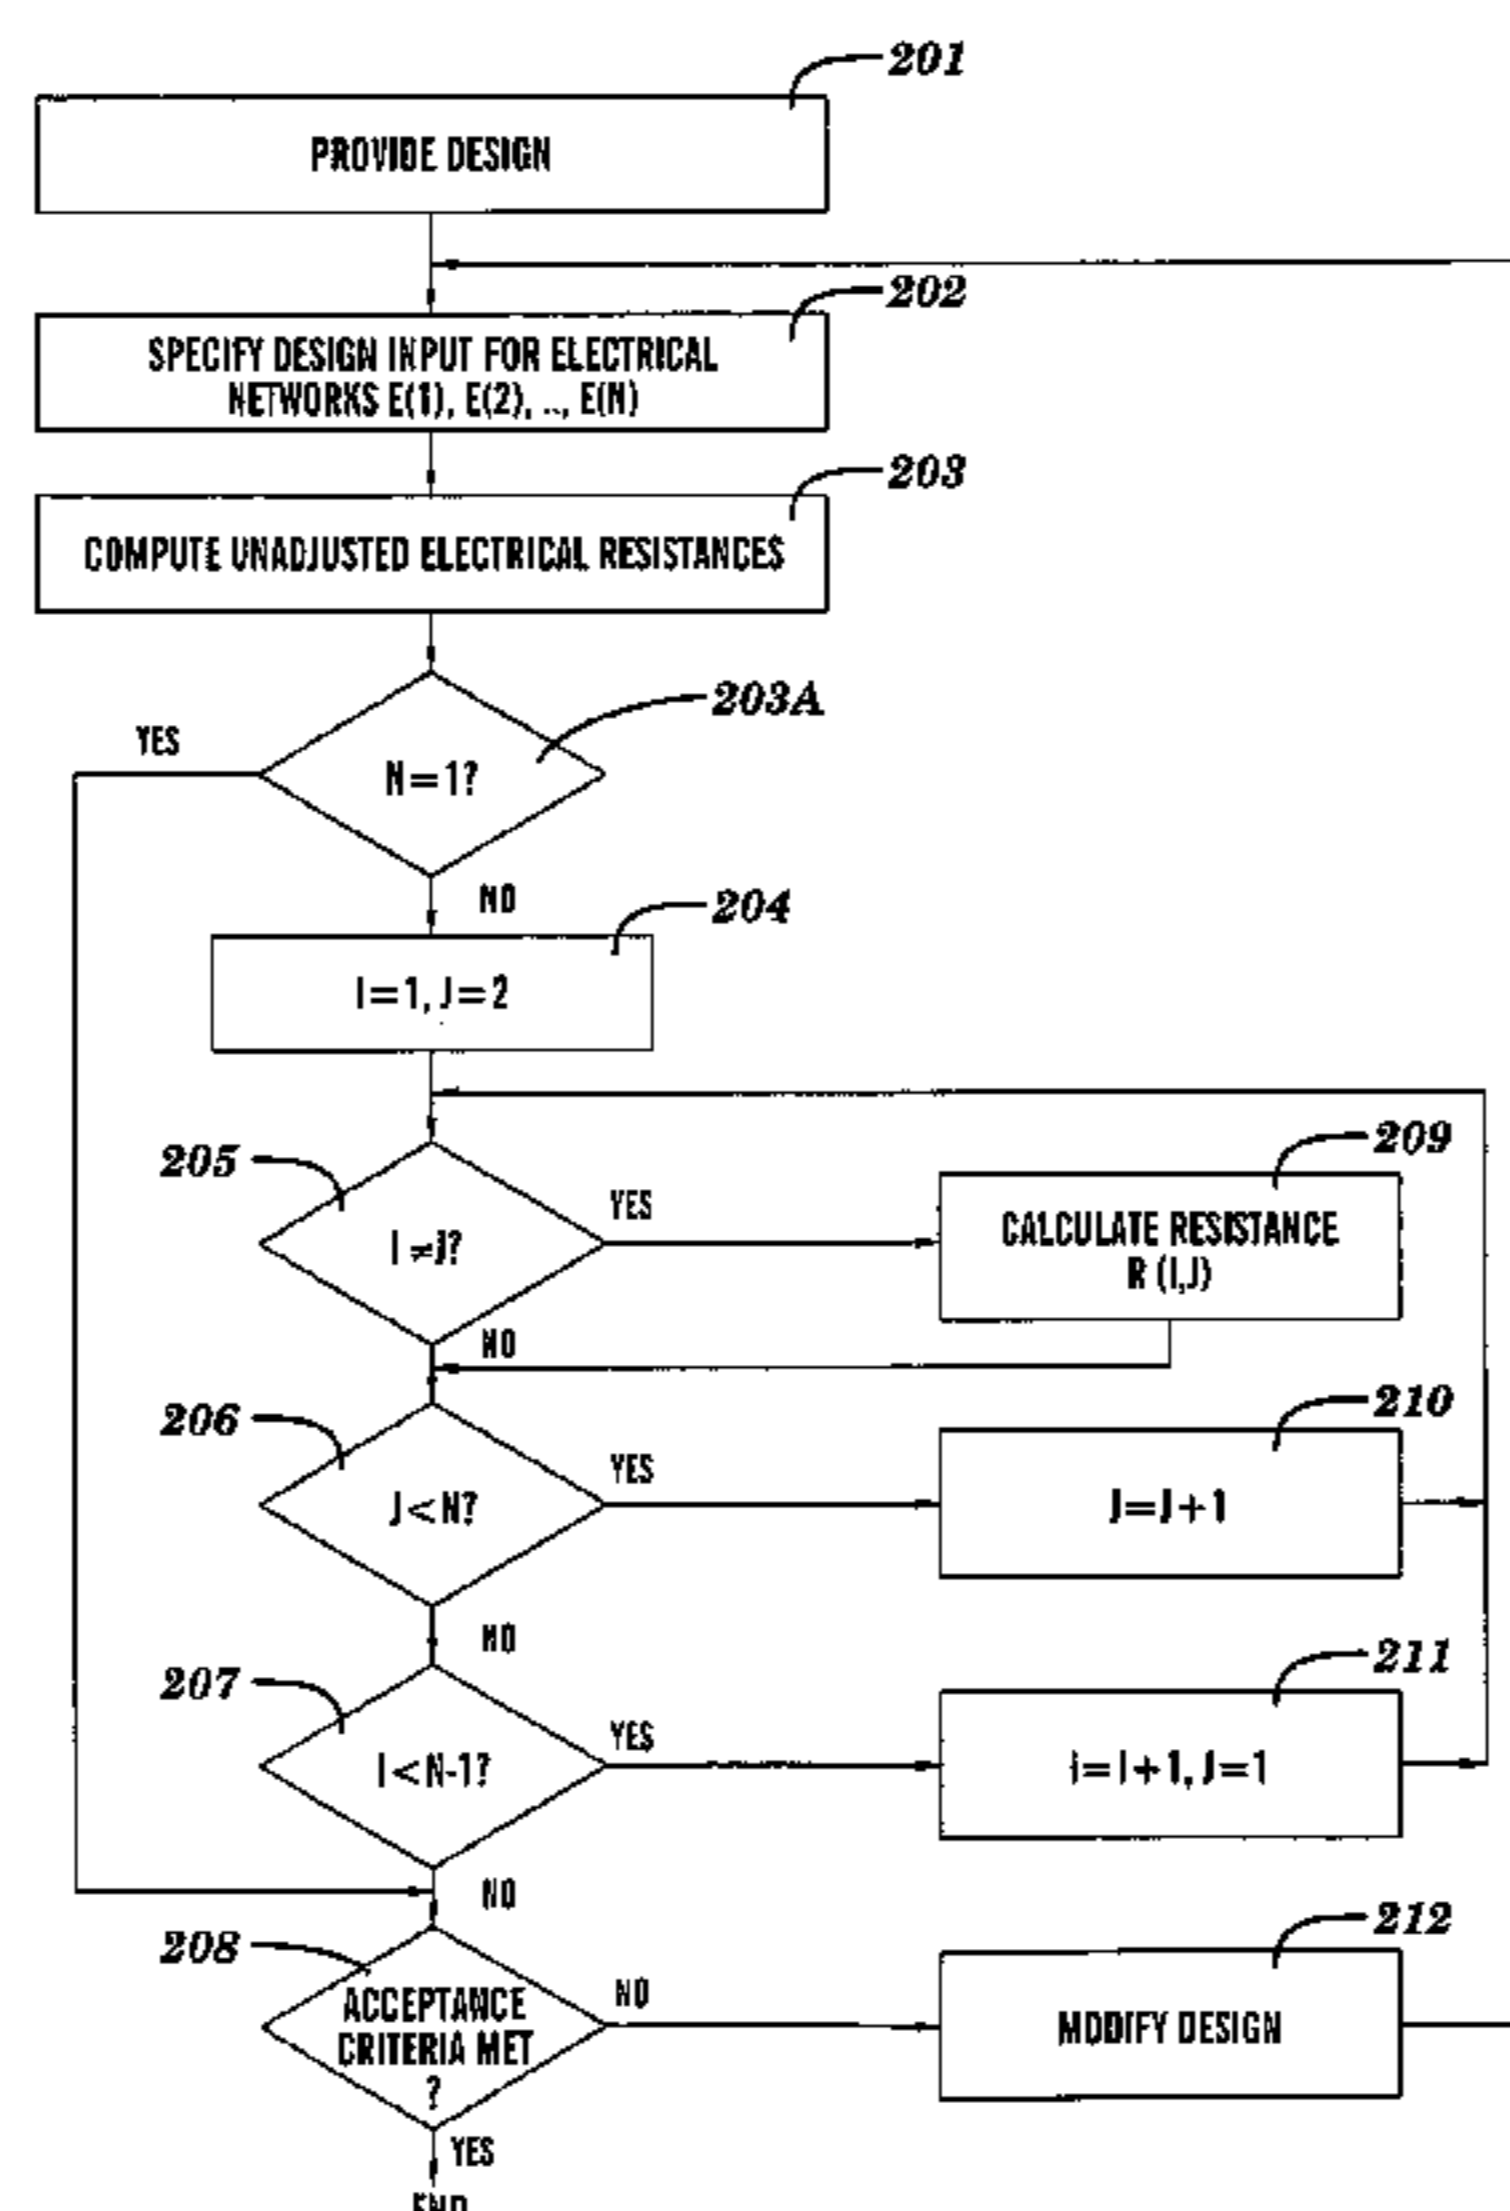 201
PROVIDE DESIGN
202
SPECIFY DESIGN INPUT FOR ELECTRICAL
NETWORKS E(1), E(2), .., E(N)
203
COMPUTE UNADJUSTED ELECTRICAL RESISTANCES
203A
YES
N=1?
NO
204
I=1, J=2
205
YES
209
I ≠J?
CALCULATE RESISTANCE
R (I,J)
NO
206
YES
210
J<N?
J=J+1
NO
207
YES
211
I<N-1?
I=I+1, J=1
NO
208
NO
212
ACCEPTANCE
CRITERIA MET
?
MODIFY DESIGN
YES
END